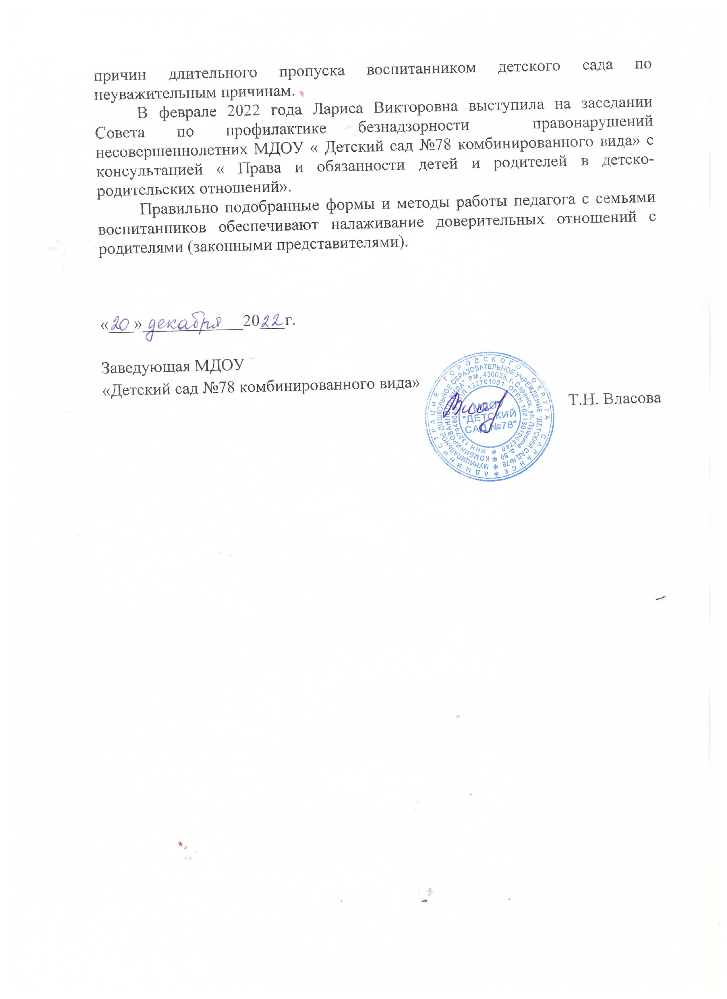 причин длительного пропуска воспитанником детского сада по
неуважительным причинам.
В феврале 2022 года Лариса Викторовна выступила на заседании
Совета по профилактике безнадзорности правонарушений
несовершеннолетних МДОУ « Детский сад №78 комбинированного вида» с
консультацией « Права и обязанности детей и родителей в детско-
родительских отношений».
Правильно подобранные формы и методы работы педагога с семьями
воспитанников обеспечивают налаживание доверительных отношений с
родителями (законными представителями).
«20» декабря 2022г.
Заведующая МДОУ
«Детский сад №78 комбинированного вида»
Т.Н. Власова
АДМИНИСТРАЦИЯ ГОРОДСКОГО ОКРУГА САРАНСК
МУНИЦИПАЛЬНОЕ ДОШКОЛЬНОЕ ОБРАЗОВАТЕЛЬНОЕ УЧРЕЖДЕНИЕ "ДЕТСКИЙ САД №78
КОМБИНИРОВАННОГО ВИДА" РМ, 430028, г. Саранск, ул. Пушкина, д. 50
ИНН 132701001 ОГРН 1021301064740
МДОУ
"ДЕТСКИЙ
САД №78"